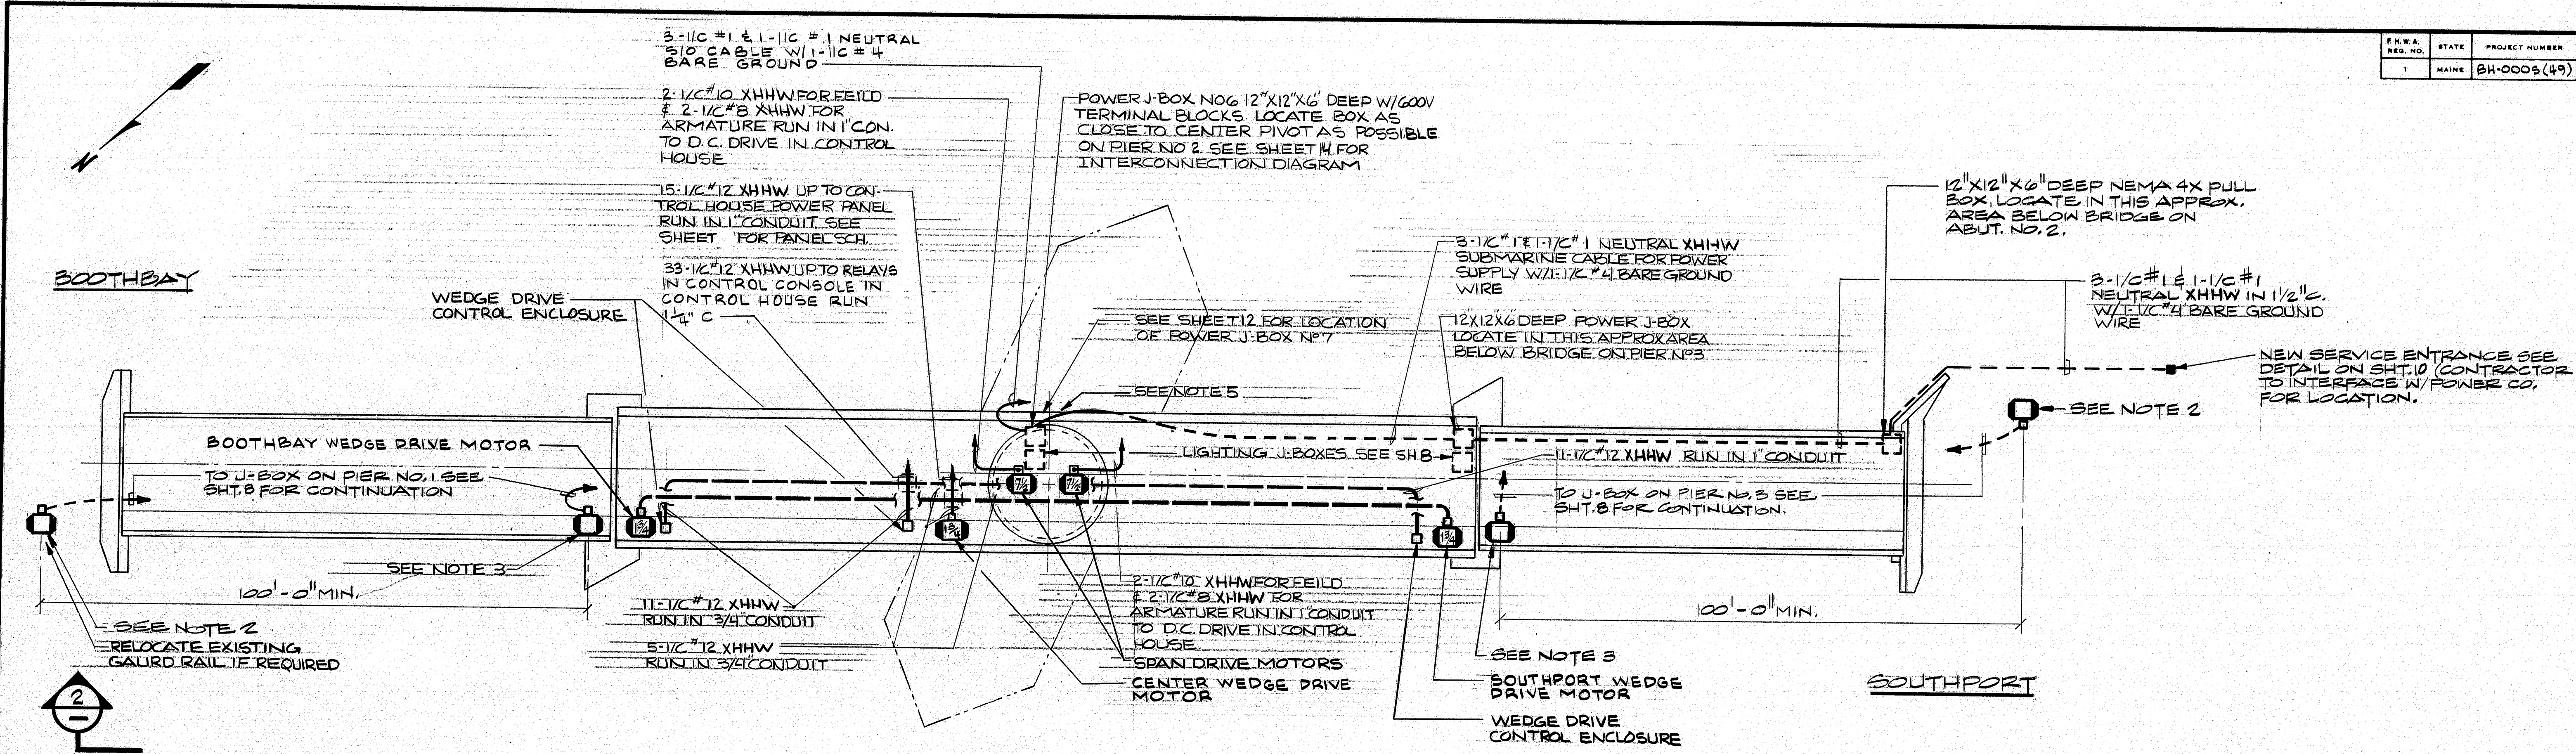 F.H.W.A.
REG. NO.
STATE
PROJECT NUMBER
1
MAINE
BH-0005(49)
N
3-1/C #1 & 1-1/C #1 NEUTRAL
S/O CABLE W/1-1/C #4
BARE GROUND
2-1/C #10 XHHW FOR FEILD
& 2-1/C #8 XHHW FOR
ARMATURE RUN IN 1" CON.
TO D.C. DRIVE IN CONTROL
HOUSE
15-1/C #12 XHHW UP TO CON-
TROL HOUSE POWER PANEL
RUN IN 1" CONDUIT. SEE
SHEET FOR PANEL SCH.
33-1/C #12 XHHW UP TO RELAYS
IN CONTROL CONSOLE IN
CONTROL HOUSE RUN
1 1/4" C
POWER J-BOX NO6 12"X12"X6' DEEP W/600V
TERMINAL BLOCKS. LOCATE BOX AS
CLOSE TO CENTER PIVOT AS POSSIBLE
ON PIER NO 2. SEE SHEET 14 FOR
INTERCONNECTION DIAGRAM
12"X12"X6" DEEP NEMA 4X PULL
BOX, LOCATE IN THIS APPROX.
AREA BELOW BRIDGE ON
ABUT. NO. 2.
3-1/C #1 & 1-1/C #1 NEUTRAL XHHW
SUBMARINE CABLE FOR POWER
SUPPLY W/1-1/C #4 BARE GROUND
WIRE
3-1/C #1 & 1-1/C #1
NEUTRAL XHHW IN 1 1/2" C.
W/1-1/C #4 BARE GROUND
WIRE
BOOTHBAY
WEDGE DRIVE
CONTROL ENCLOSURE
SEE SHEET 12 FOR LOCATION
OF POWER J-BOX Nº7
12X12X6 DEEP POWER J-BOX
LOCATE IN THIS APPROX AREA
BELOW BRIDGE ON PIER Nº3
NEW SERVICE ENTRANCE SEE
DETAIL ON SHT.10 (CONTRACTOR
TO INTERFACE W/POWER CO.
FOR LOCATION.
SEE NOTE 5
SEE NOTE 2
BOOTHBAY WEDGE DRIVE MOTOR
LIGHTING J-BOXES SEE SH 8
11-1/C #12 XHHW RUN IN 1" CONDUIT
TO J-BOX ON PIER NO. 1 SEE
SHT. 8 FOR CONTINUATION
7 1/2
7 1/2
TO J-BOX ON PIER NO. 3 SEE
SHT. 8 FOR CONTINUATION.
1 3/4
1 3/4
1 3/4
SEE NOTE 3
100'-0" MIN.
11-1/C #12 XHHW
RUN IN 3/4" CONDUIT
5-1/C #12 XHHW
RUN IN 3/4" CONDUIT
2-1/C #10 XHHW FOR FEILD
& 2-1/C #8 XHHW FOR
ARMATURE RUN IN 1" CONDUIT
TO D.C. DRIVE IN CONTROL
HOUSE
SPAN DRIVE MOTORS
CENTER WEDGE DRIVE
MOTOR
100'-0" MIN.
SEE NOTE 2
RELOCATE EXISTING
GAURD RAIL IF REQUIRED
SEE NOTE 3
SOUTHPORT WEDGE
DRIVE MOTOR
WEDGE DRIVE
CONTROL ENCLOSURE
SOUTHPORT
2